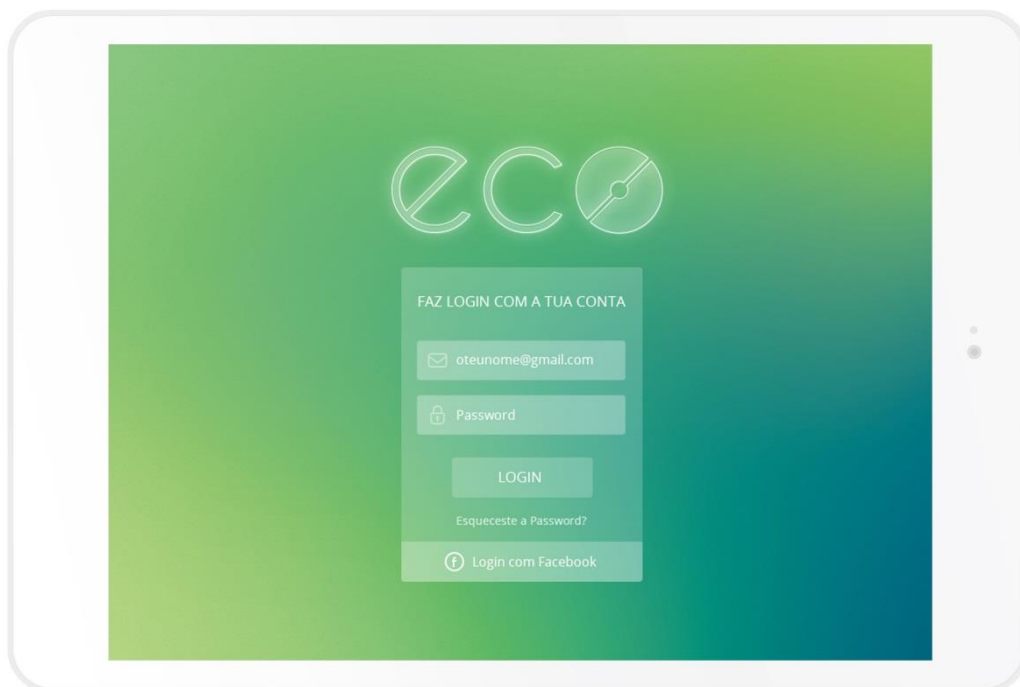 eco
FAZ LOGIN COM A TUA CONTA
oteunome@gmail.com
Password
LOGIN
Esqueceste a Password?
f Login com Facebook